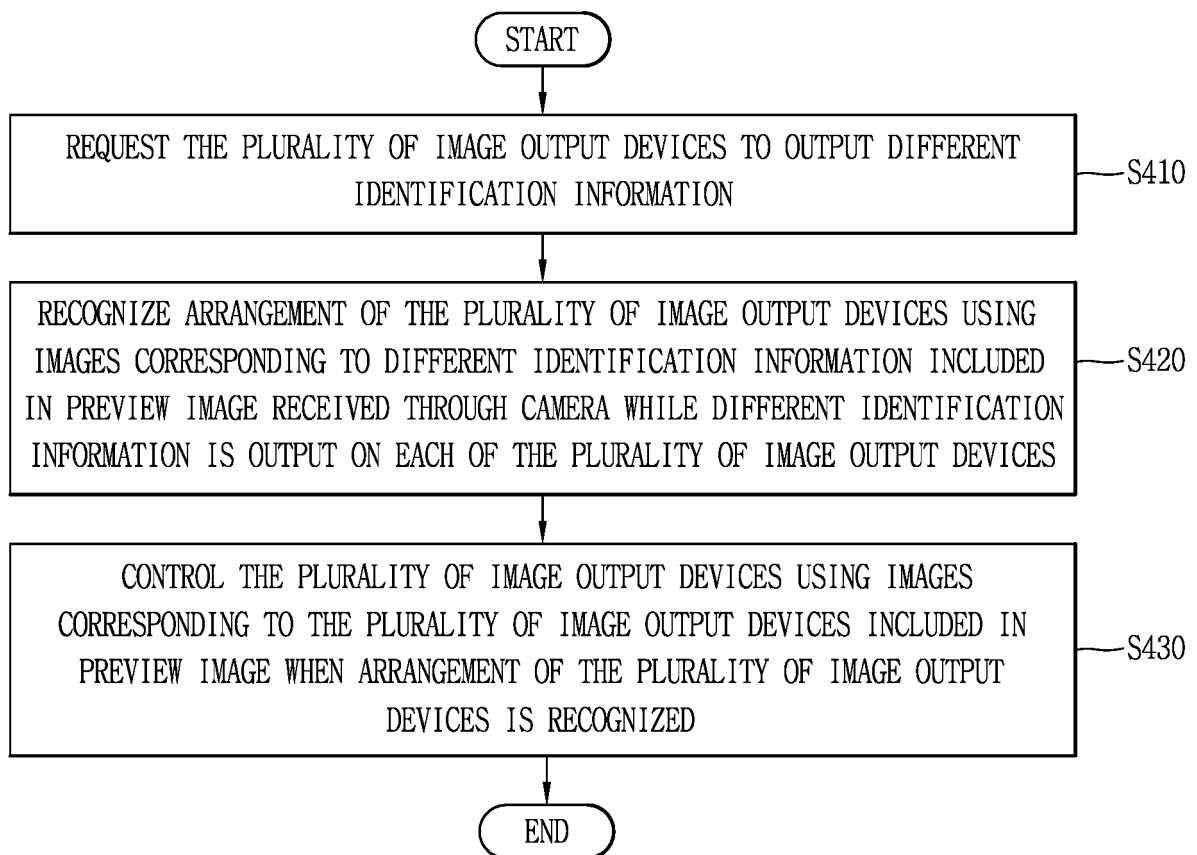 START
REQUEST THE PLURALITY OF IMAGE OUTPUT DEVICES TO OUTPUT DIFFERENT
IDENTIFICATION INFORMATION
S410
RECOGNIZE ARRANGEMENT OF THE PLURALITY OF IMAGE OUTPUT DEVICES USING
IMAGES CORRESPONDING TO DIFFERENT IDENTIFICATION INFORMATION INCLUDED
IN PREVIEW IMAGE RECEIVED THROUGH CAMERA WHILE DIFFERENT IDENTIFICATION
INFORMATION IS OUTPUT ON EACH OF THE PLURALITY OF IMAGE OUTPUT DEVICES
S420
CONTROL THE PLURALITY OF IMAGE OUTPUT DEVICES USING IMAGES
CORRESPONDING TO THE PLURALITY OF IMAGE OUTPUT DEVICES INCLUDED IN
PREVIEW IMAGE WHEN ARRANGEMENT OF THE PLURALITY OF IMAGE OUTPUT
DEVICES IS RECOGNIZED
S430
END